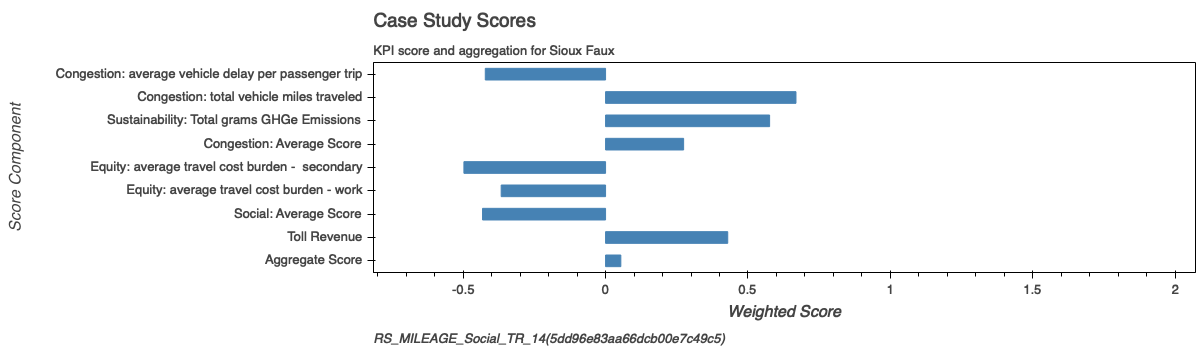 Case Study Scores
KPI score and aggregation for Sioux Faux
Score Component
Congestion: average vehicle delay per passenger trip
Congestion: total vehicle miles traveled
Sustainability: Total grams GHGe Emissions
Congestion: Average Score
Equity: average travel cost burden -  secondary
Equity: average travel cost burden - work
Social: Average Score
Toll Revenue
Aggregate Score
-0.5 0 0.5 1 1.5 2
Weighted Score
RS_MILEAGE_Social_TR_14(5dd96e83aa66dcb00e7c49c5)